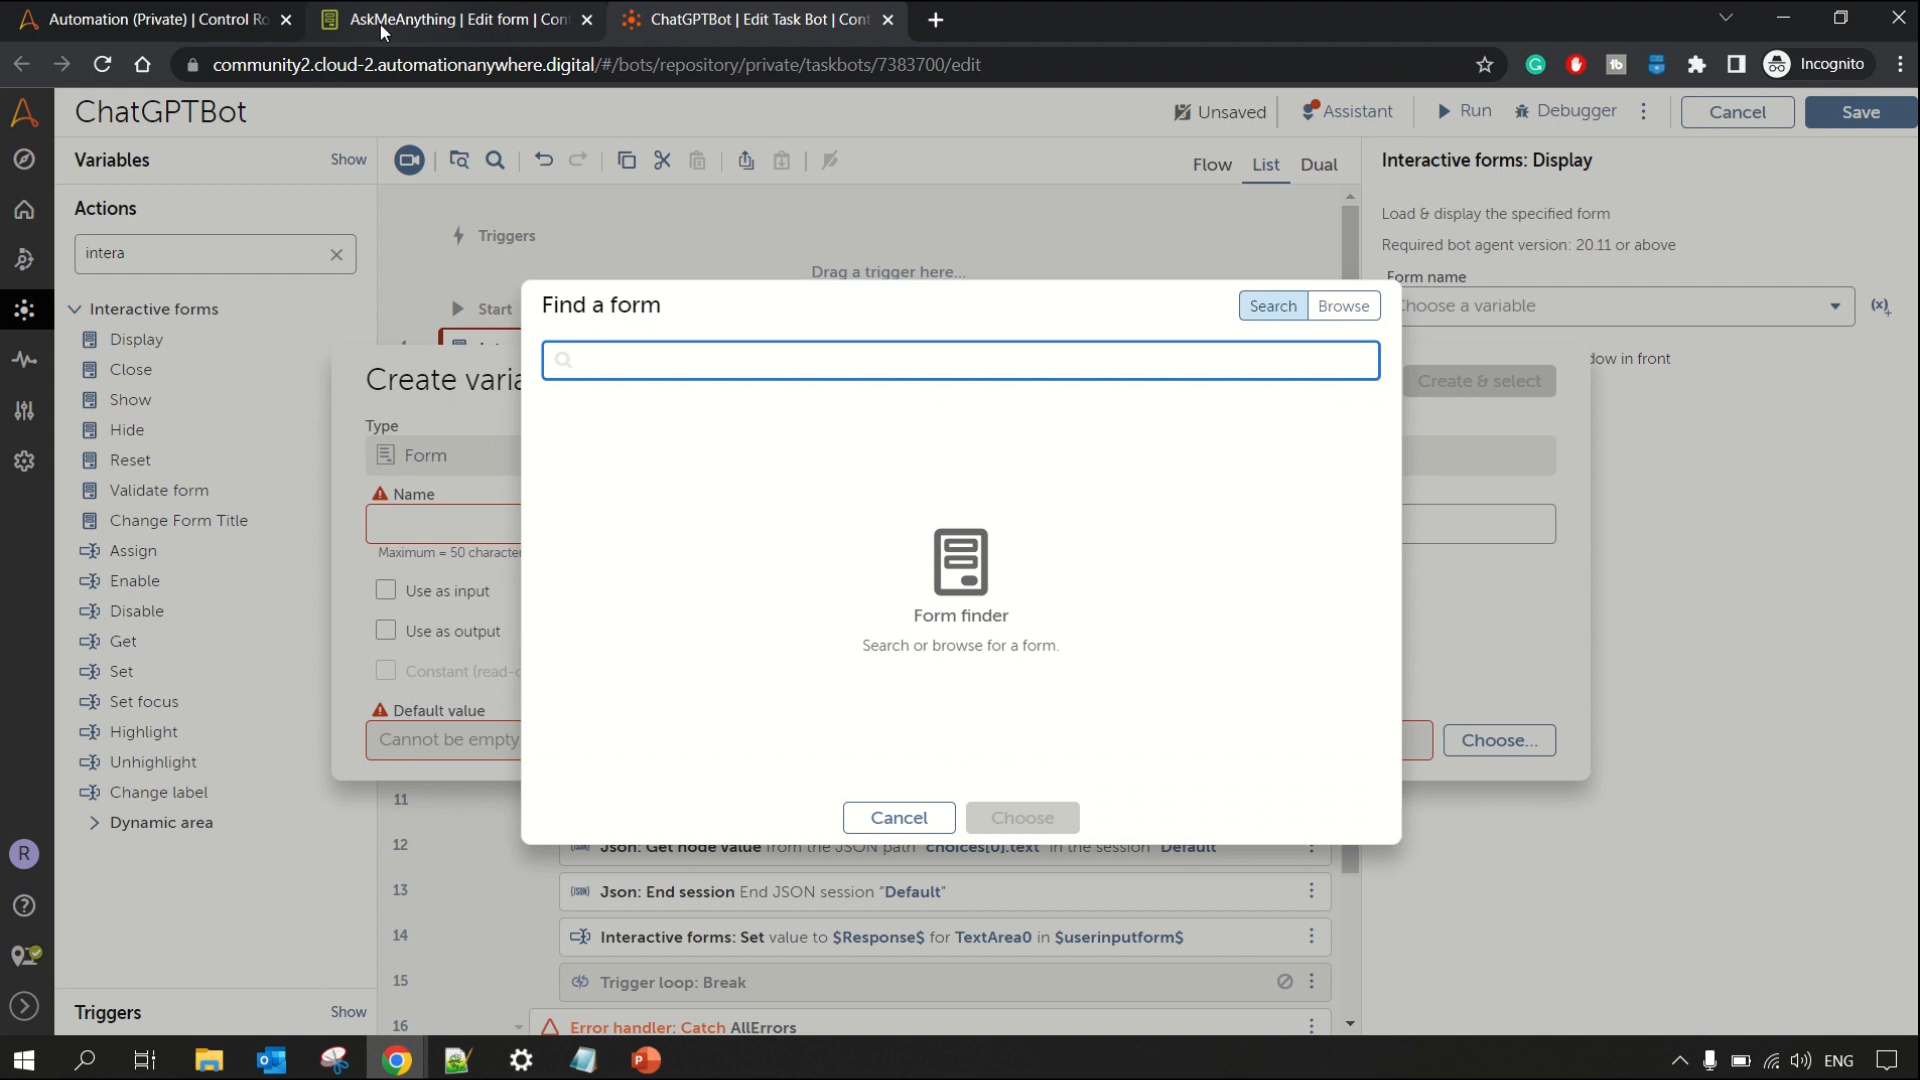 Automation (Private) | Control Ro
AskMeAnything | Edit form | Con
ChatGPTBot | Edit Task Bot | Cont
community2.cloud-2.automationanywhere.digital/#/bots/repository/private/taskbots/7383700/edit
Incognito
ChatGPTBot
Unsaved
Assistant
Run
Debugger
Cancel
Save
Variables
Show
Flow
List
Dual
Interactive forms: Display
Actions
intera
Load & display the specified form
Required bot agent version: 20.11 or above
Form name
Choose a variable
(x)+
dow in front
Triggers
Drag a trigger here...
Start
Interactive forms
Display
Close
Show
Hide
Reset
Validate form
Change Form Title
Assign
Enable
Disable
Get
Set
Set focus
Highlight
Unhighlight
Change label
Dynamic area
Create varia
Create & select
Type
Form
Name
Maximum = 50 character
Use as input
Use as output
Constant (read-o
Default value
Cannot be empty
Choose...
Find a form
Search
Browse
Form finder
Search or browse for a form.
Cancel
Choose
11
12
Json: Get node value from the JSON path "choices[0].text" in the session "Default"
13
Json: End session End JSON session "Default"
14
Interactive forms: Set value to $Response$ for TextArea0 in $userinputform$
15
Trigger loop: Break
16
Error handler: Catch AllErrors
Triggers
Show
R
ENG